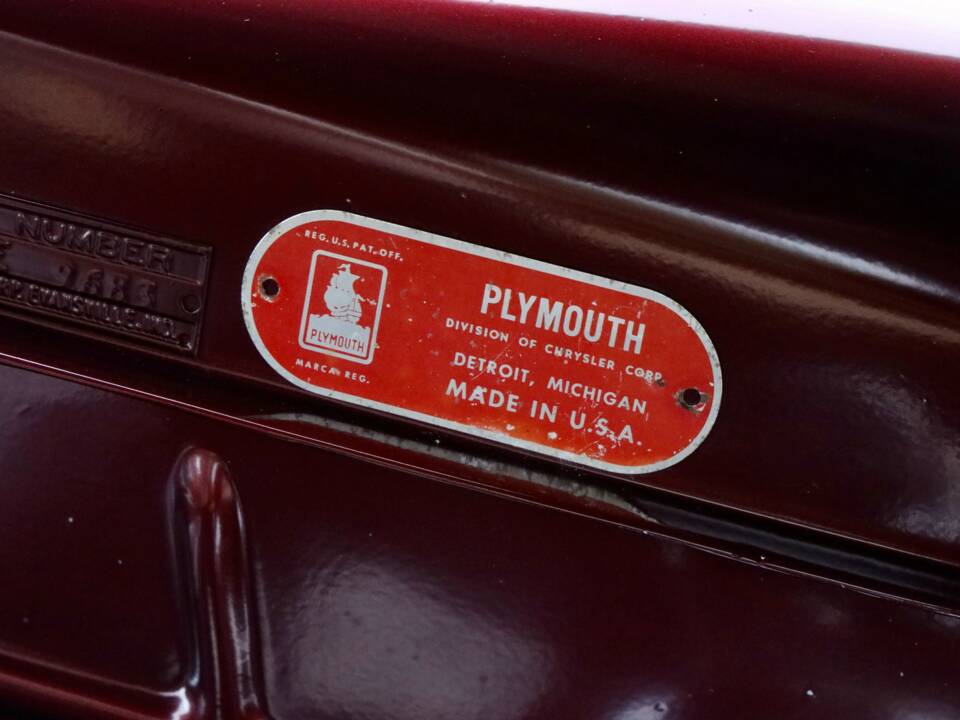 NUMBER
REG. U.S. PAT. OFF.
PLYMOUTH
MARCA REG.
PLYMOUTH
DIVISION OF CHRYSLER CORP.
DETROIT, MICHIGAN
MADE IN U.S.A.